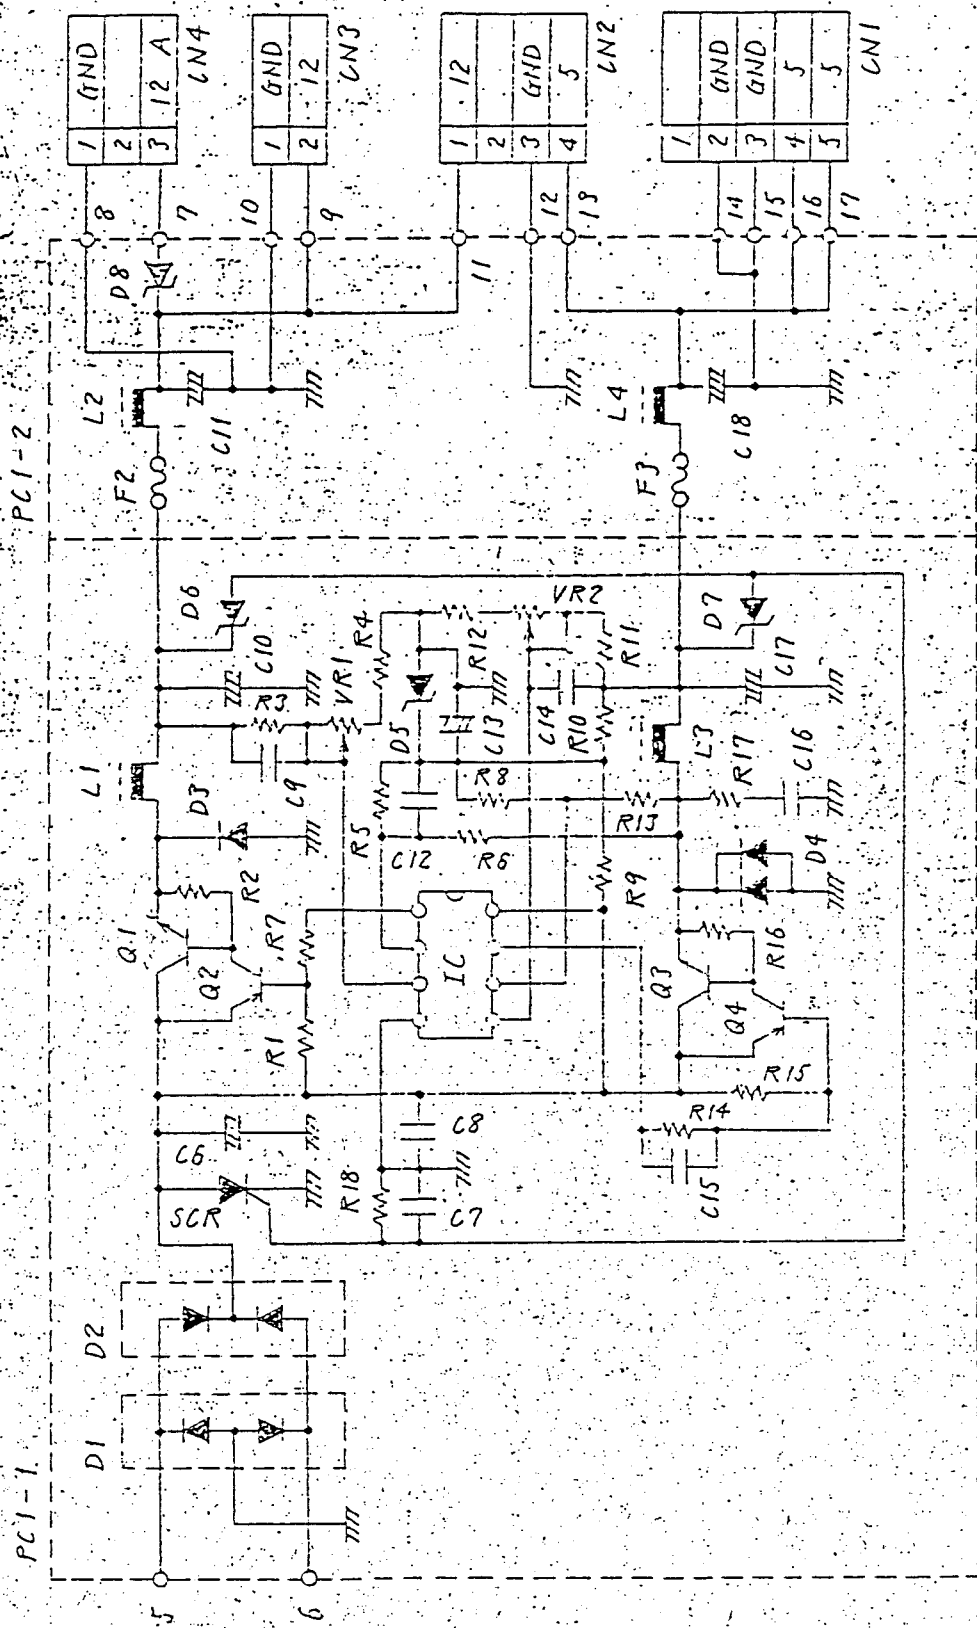 PC1-1
PC1-2
5
6
D1
D2
SCR
C6
R18
C7
C8
Q1
Q2
R1
R2
R7
D3
L1
C9
R3
VR1
C10
D6
R4
R5
D5
C12
R6
R8
C13
R12
VR2
C14
R10
R11
IC
R9
R13
L3
R17
C16
C17
D7
D4
Q3
Q4
R16
R15
R14
C15
F2
L2
C11
D8
F3
L4
C18
8
7
10
9
11
12
13
14
15
16
17
1 GND
2
3 12 A
CN4
1 GND
2 12
CN3
1 12
2
3 GND
4 5
CN2
1
2 GND
3 GND
4 5
5 5
CN1